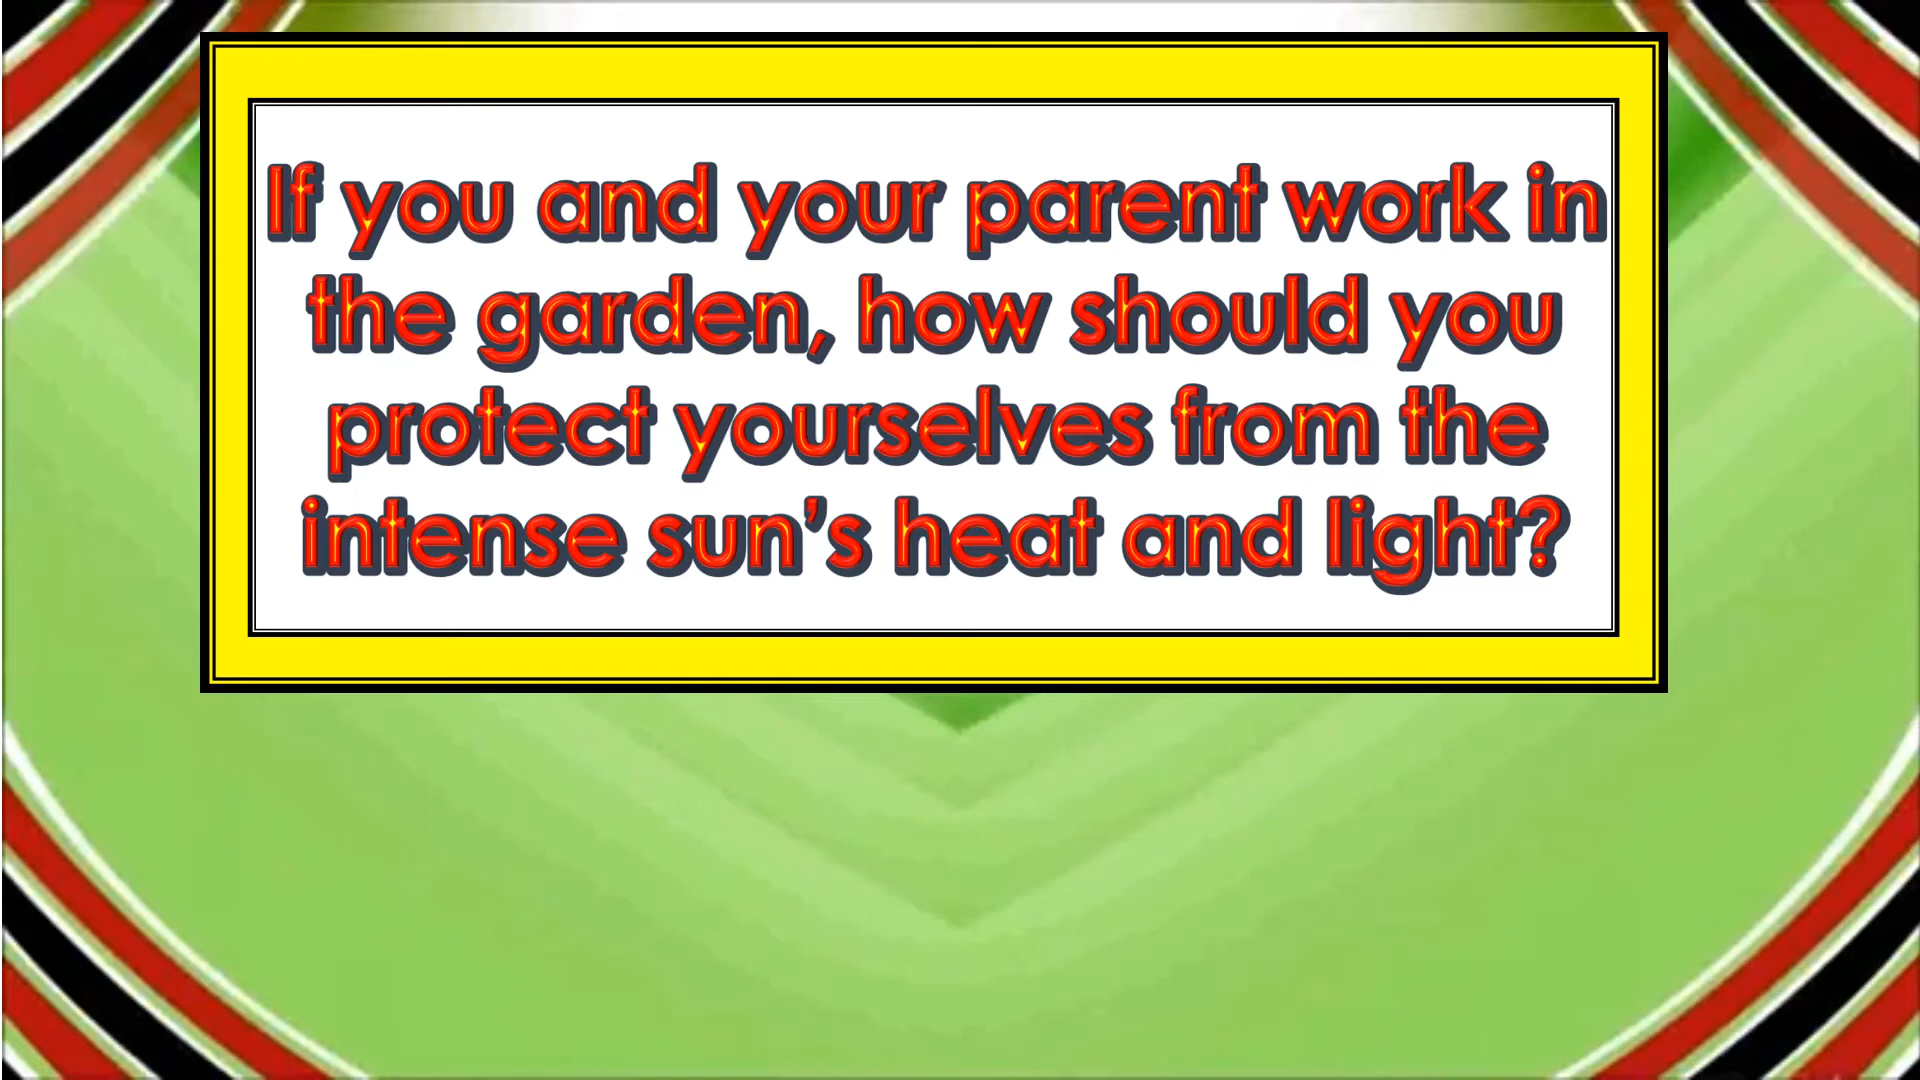 If you and your parent work in
the garden, how should you
protect yourselves from the
intense sun’s heat and light?